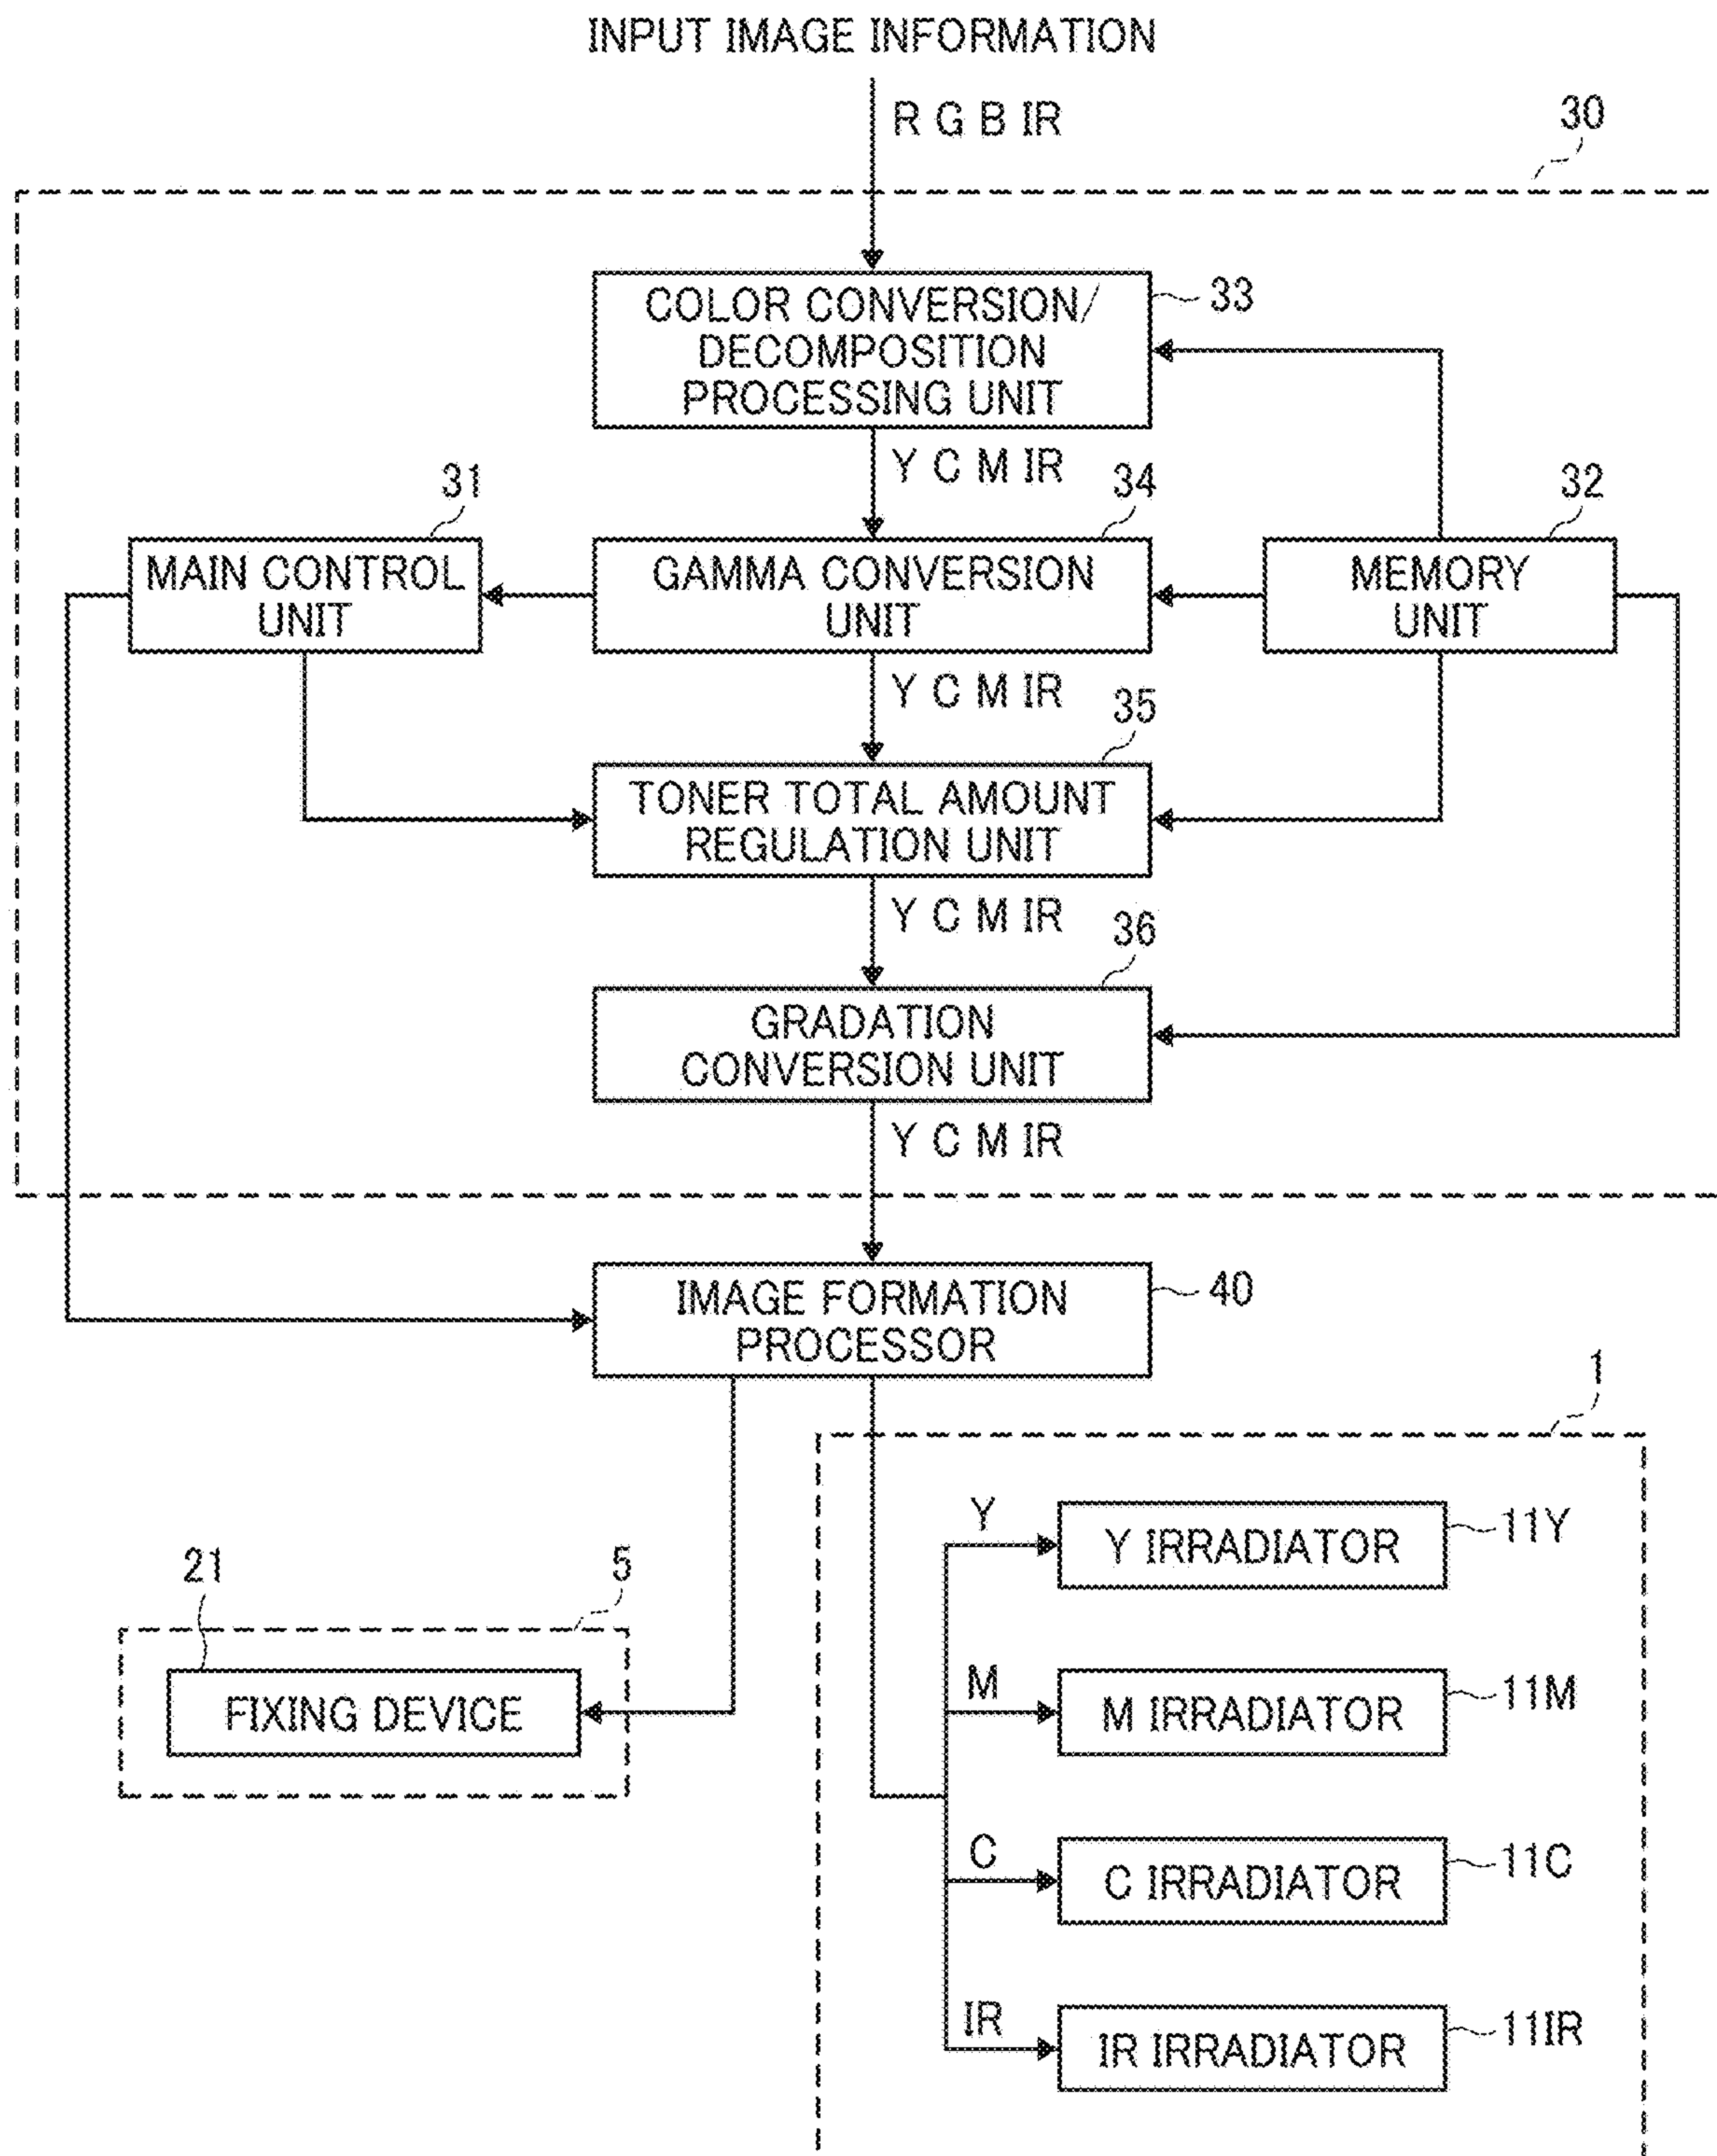 INPUT IMAGE INFORMATION
R G B IR
30
COLOR CONVERSION/
DECOMPOSITION
PROCESSING UNIT
33
Y C M IR
31
34
32
MAIN CONTROL
UNIT
GAMMA CONVERSION
UNIT
MEMORY
UNIT
Y C M IR
35
TONER TOTAL AMOUNT
REGULATION UNIT
Y C M IR
36
GRADATION
CONVERSION UNIT
Y C M IR
IMAGE FORMATION
PROCESSOR
40
1
Y
Y IRRADIATOR
11Y
21
5
FIXING DEVICE
M
M IRRADIATOR
11M
C
C IRRADIATOR
11C
IR
IR IRRADIATOR
11IR